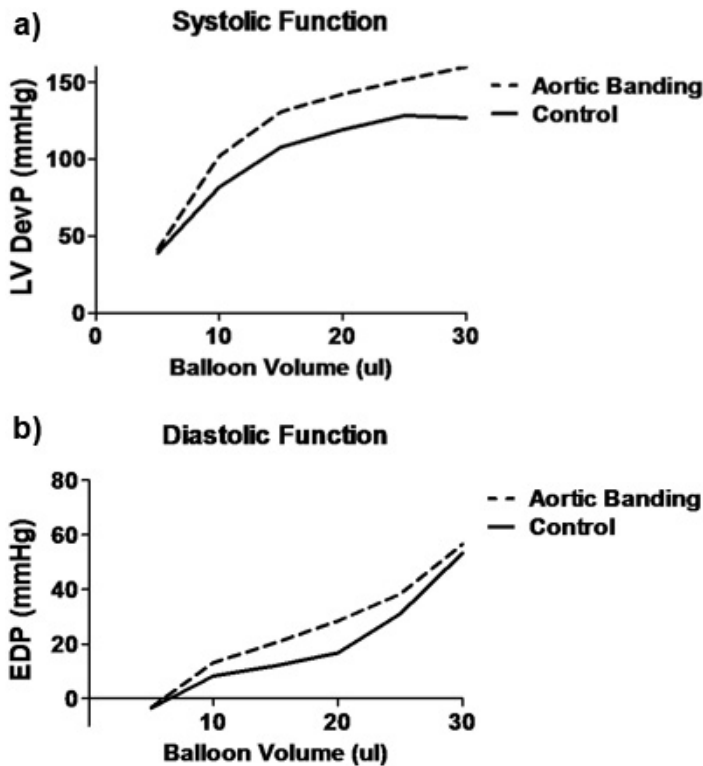 a)
Systolic Function
LV DevP (mmHg)
150
100
50
0
0 10 20 30
Balloon Volume (ul)
Aortic Banding
Control
b)
Diastolic Function
EDP (mmHg)
80
60
40
20
0
10 20 30
Balloon Volume (ul)
Aortic Banding
Control